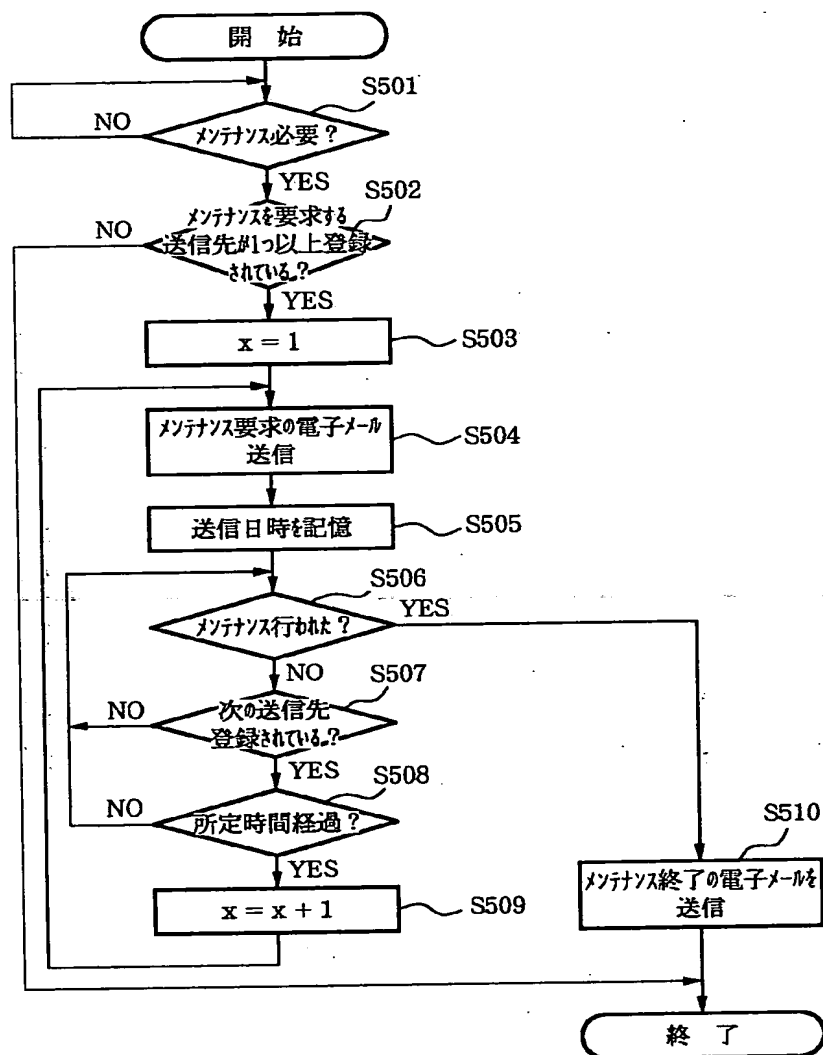 開 始
S501
NO
メンテナンス必要？
YES
S502
NO
メンテナンスを要求する
送信先が1つ以上登録
されている？
YES
x = 1
S503
メンテナンス要求の電子メール
送信
S504
送信日時を記憶
S505
S506
YES
メンテナンス行われた？
NO
S507
NO
次の送信先
登録されている？
YES
S508
NO
所定時間経過？
YES
S510
x = x + 1
S509
メンテナンス終了の電子メールを
送信
終 了